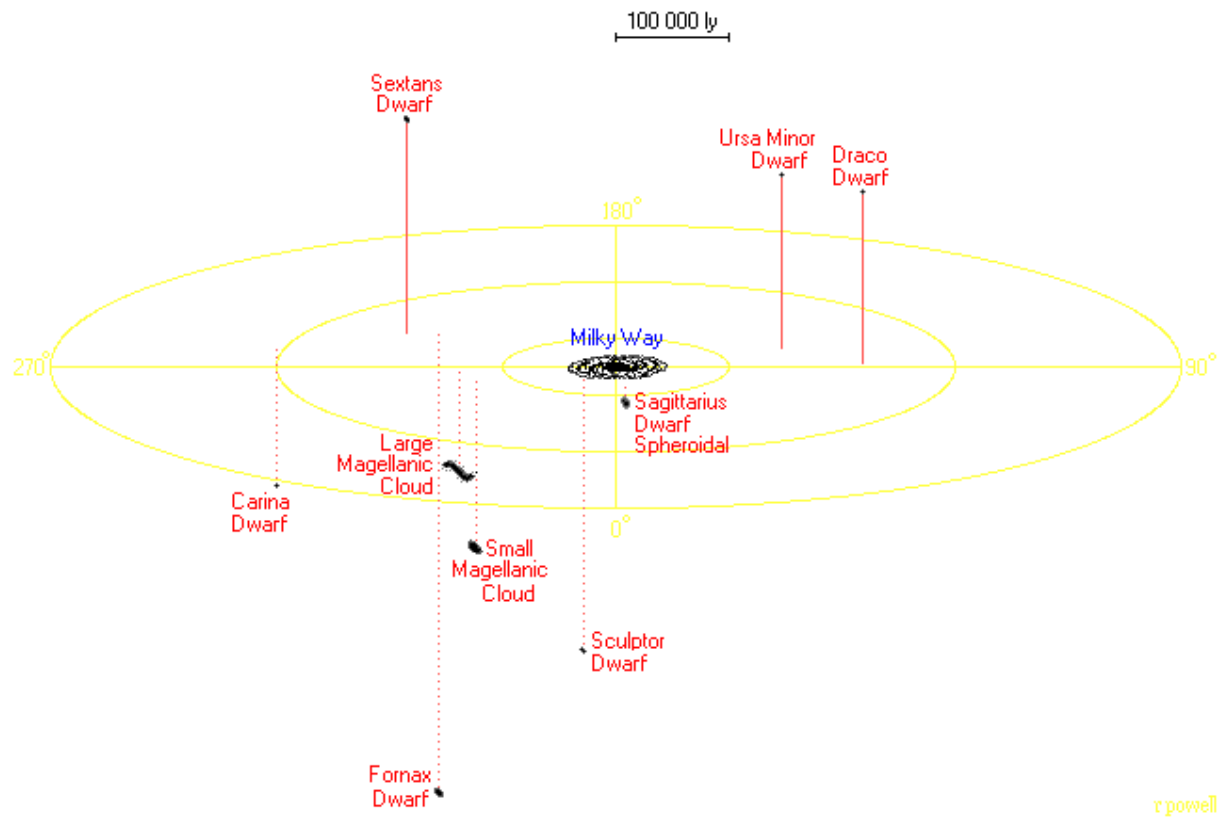 100 000 ly
Sextans
Dwarf
Ursa Minor
Dwarf
Draco
Dwarf
180°
Milky Way
270°
90°
Sagittarius
Dwarf
Spheroidal
Large
Magellanic
Cloud
Carina
Dwarf
0°
Small
Magellanic
Cloud
Sculptor
Dwarf
Fornax
Dwarf
r powell